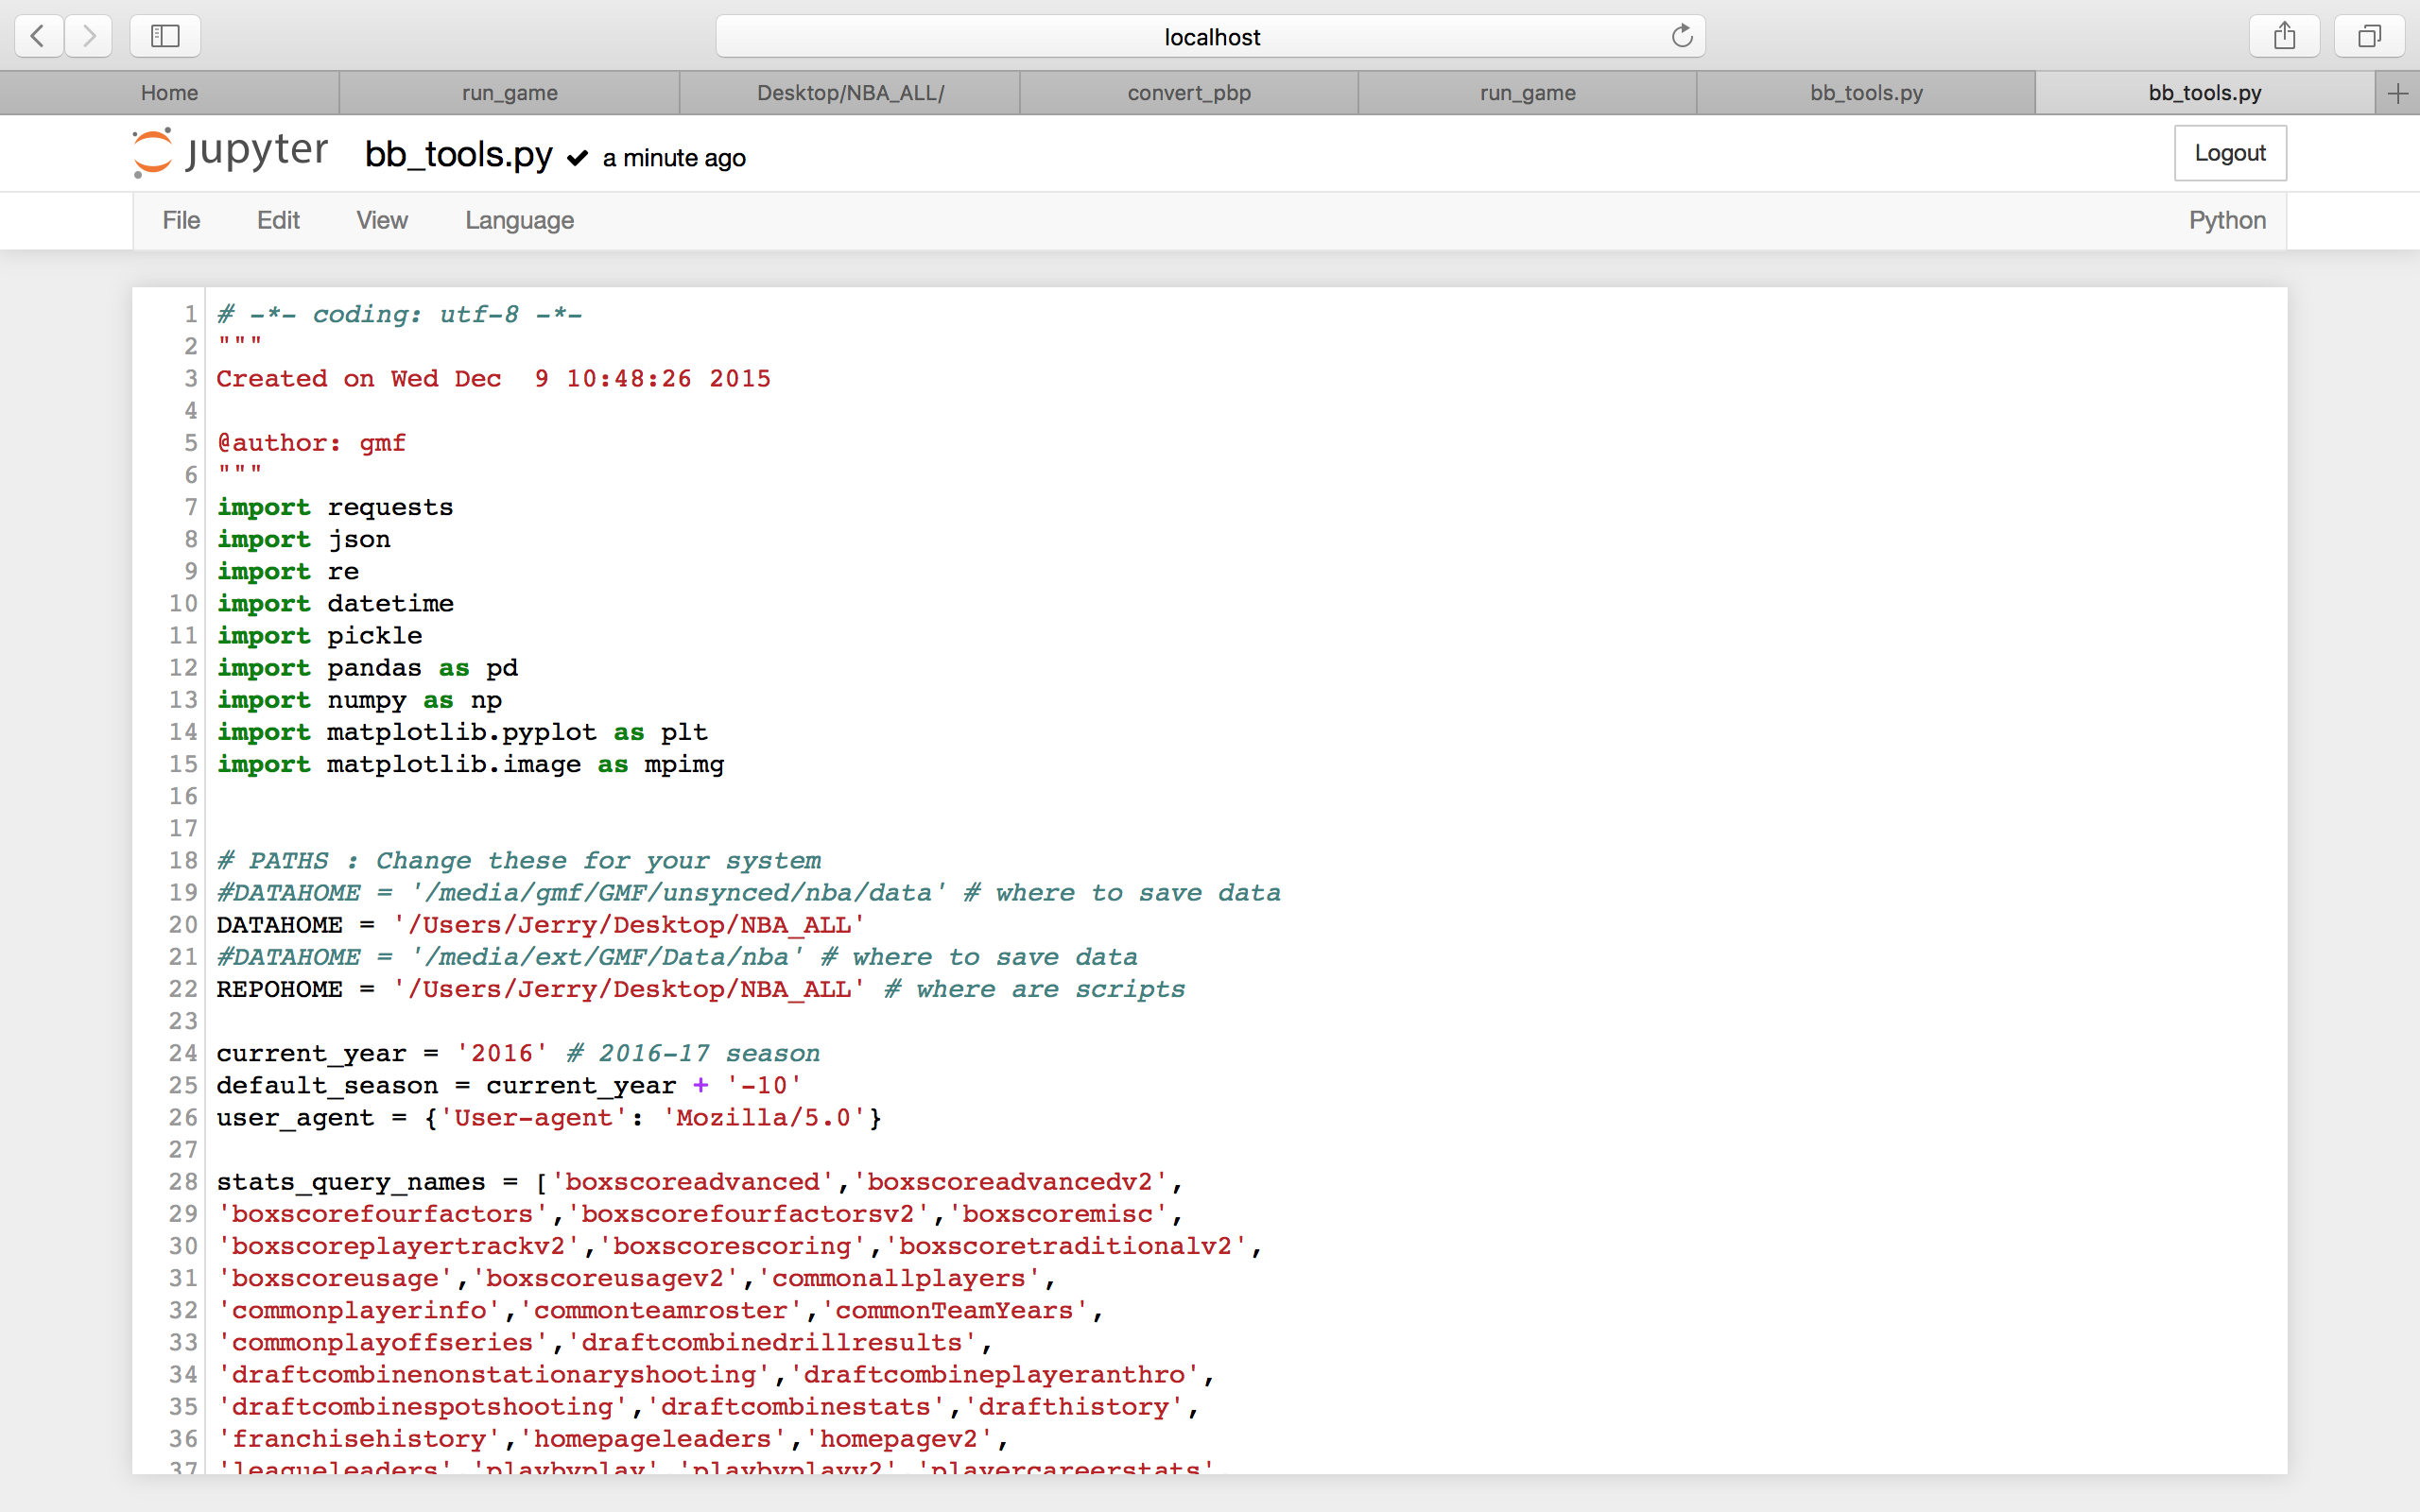 localhost
Home
run_game
Desktop/NBA_ALL/
convert_pbp
run_game
bb_tools.py
bb_tools.py
jupyter bb_tools.py ✔ a minute ago
Logout
File Edit View Language Python
1 # -*- coding: utf-8 -*-
2 """
3 Created on Wed Dec  9 10:48:26 2015
4
5 @author: gmf
6 """
7 import requests
8 import json
9 import re
10 import datetime
11 import pickle
12 import pandas as pd
13 import numpy as np
14 import matplotlib.pyplot as plt
15 import matplotlib.image as mpimg
16
17
18 # PATHS : Change these for your system
19 #DATAHOME = '/media/gmf/GMF/unsynced/nba/data' # where to save data
20 DATAHOME = '/Users/Jerry/Desktop/NBA_ALL'
21 #DATAHOME = '/media/ext/GMF/Data/nba' # where to save data
22 REPOHOME = '/Users/Jerry/Desktop/NBA_ALL' # where are scripts
23
24 current_year = '2016' # 2016-17 season
25 default_season = current_year + '-10'
26 user_agent = {'User-agent': 'Mozilla/5.0'}
27
28 stats_query_names = ['boxscoreadvanced','boxscoreadvancedv2',
29 'boxscorefourfactors','boxscorefourfactorsv2','boxscoremisc',
30 'boxscoreplayertrackv2','boxscorescoring','boxscoretraditionalv2',
31 'boxscoreusage','boxscoreusagev2','commonallplayers',
32 'commonplayerinfo','commonteamroster','commonTeamYears',
33 'commonplayoffseries','draftcombinedrillresults',
34 'draftcombinenonstationaryshooting','draftcombineplayeranthro',
35 'draftcombinespotshooting','draftcombinestats','drafthistory',
36 'franchisehistory','homepageleaders','homepagev2',
37 'leagueleaders','playbyplay','playbyplayv2','playercareerstats',